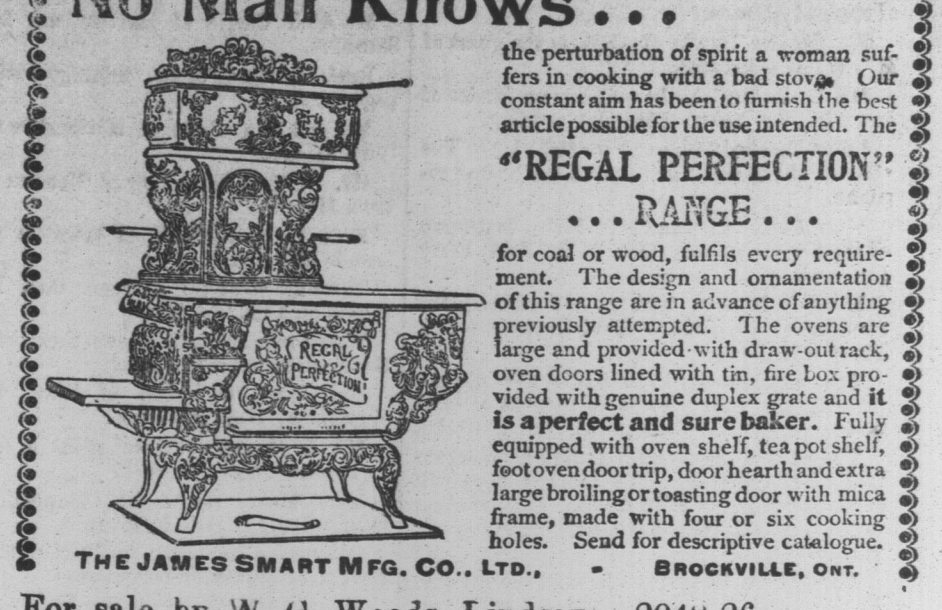 No Man Knows...
the perturbation of spirit a woman suf-
fers in cooking with a bad stove. Our
constant aim has been to furnish the best
article possible for the use intended. The
"REGAL PERFECTION"
... RANGE ...
for coal or wood, fulfils every require-
ment. The design and ornamentation
of this range are in advance of anything
previously attempted. The ovens are
large and provided with draw-out rack,
oven doors lined with tin, fire box pro-
vided with genuine duplex grate and it
is a perfect and sure baker. Fully
equipped with oven shelf, tea pot shelf,
foot oven door trip, door hearth and extra
large broiling or toasting door with mica
frame, made with four or six cooking
holes. Send for descriptive catalogue.
REGAL
PERFECTION
THE JAMES SMART MFG. CO., LTD., - BROCKVILLE, ONT.
For sale by W. G. Woods, Lindsay.